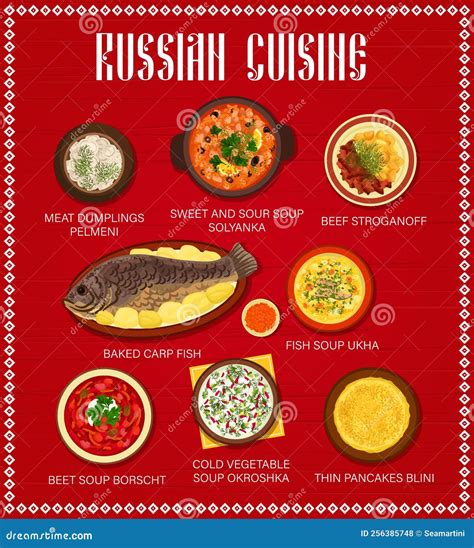 RUSSIAN CUISINE
MEAT DUMPLINGS
PELMENI
SWEET AND SOUR SOUP
SOLYANKA
BEEF STROGANOFF
BAKED CARP FISH
FISH SOUP UKHA
BEET SOUP BORSCHT
COLD VEGETABLE
SOUP OKROSHKA
THIN PANCAKES BLINI
dreamstime.com
ID 256385748 © Seamartini